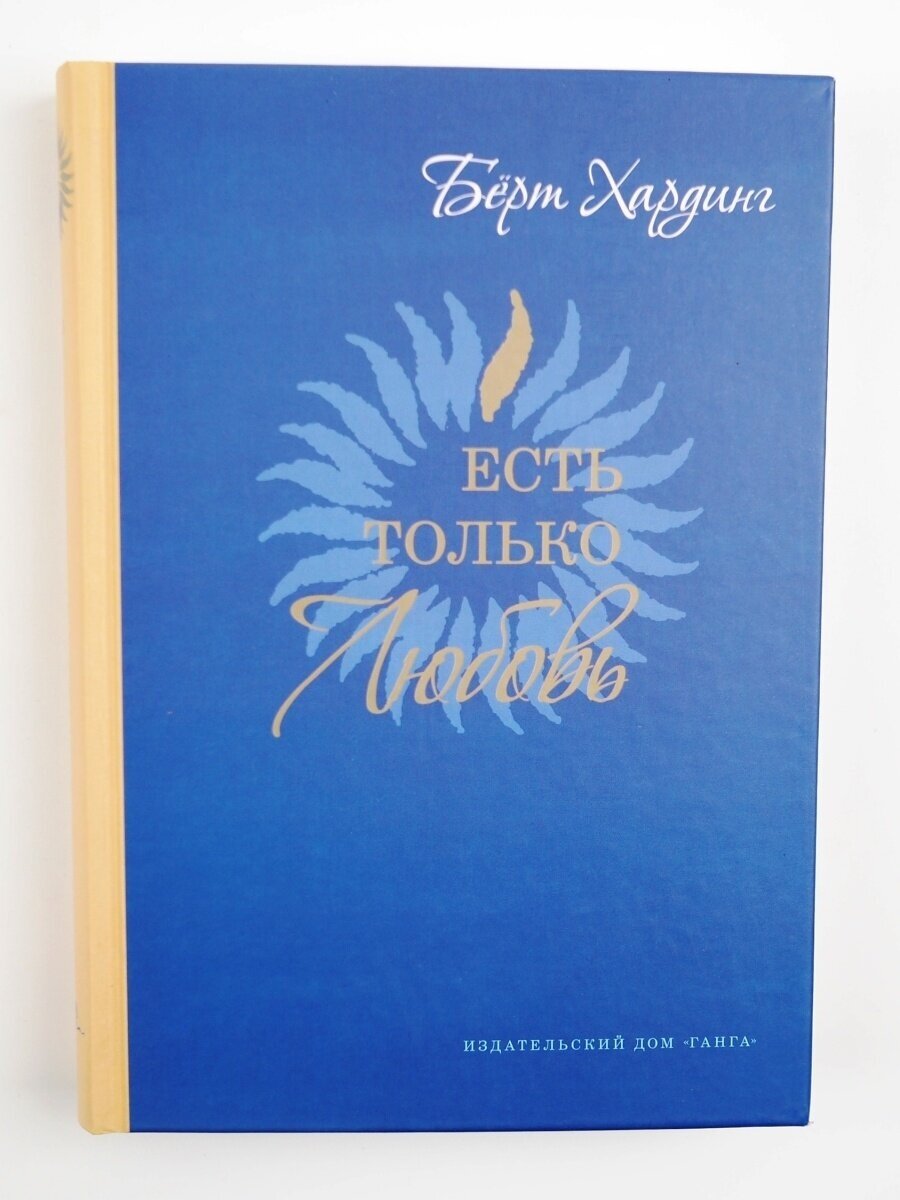 Бёрт Хардинг
ЕСТЬ
ТОЛЬКО
Любовь
ИЗДАТЕЛЬСКИЙ ДОМ «ГАНГА»